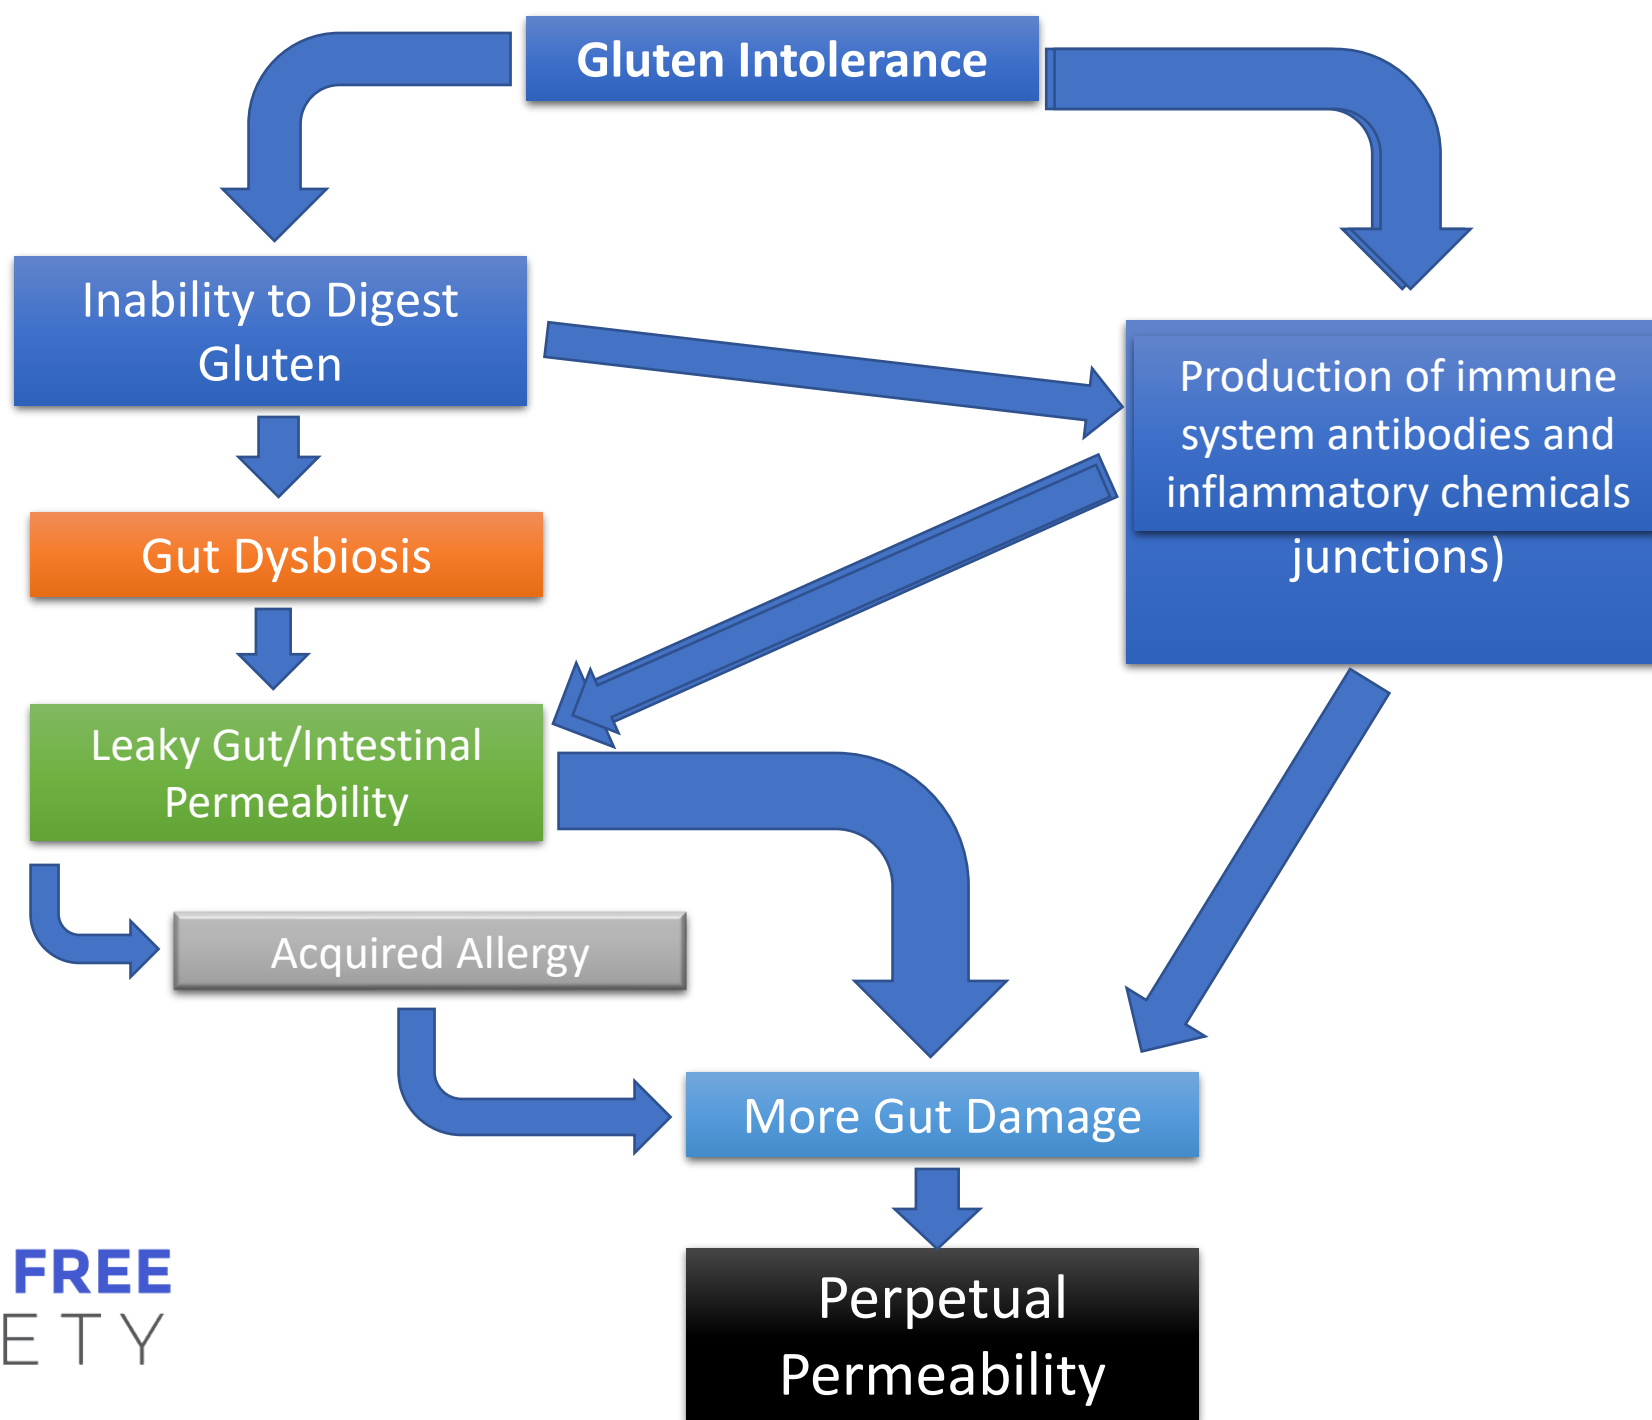 Gluten Intolerance
Inability to Digest
Gluten
Production of immune
system antibodies and
inflammatory chemicals
junctions)
Gut Dysbiosis
Leaky Gut/Intestinal
Permeability
Acquired Allergy
More Gut Damage
Perpetual
Permeability
FREE
ETY